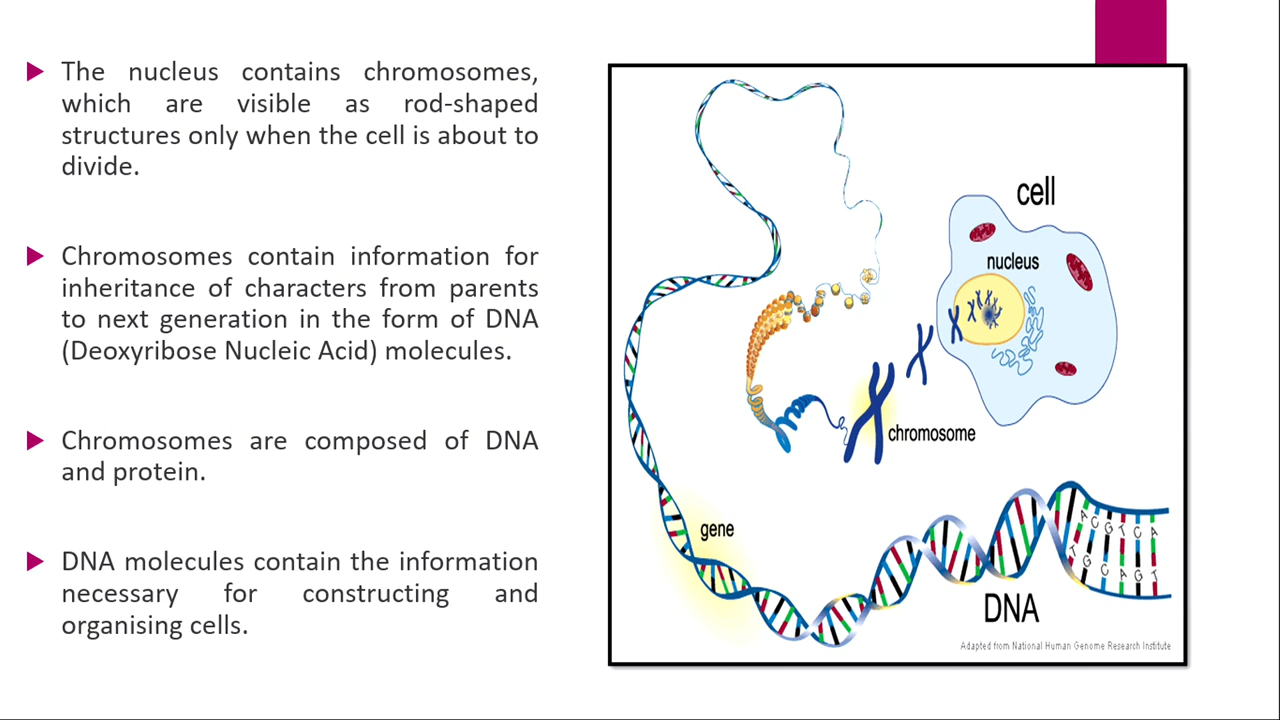 The nucleus contains chromosomes,
which are visible as rod-shaped
structures only when the cell is about to
divide.
Chromosomes contain information for
inheritance of characters from parents
to next generation in the form of DNA
(Deoxyribose Nucleic Acid) molecules.
Chromosomes are composed of DNA
and protein.
DNA molecules contain the information
necessary for constructing and
organising cells.
cell
nucleus
chromosome
gene
A C G T C A
T G C A G T
DNA
Adapted from National Human Genome Research Institute